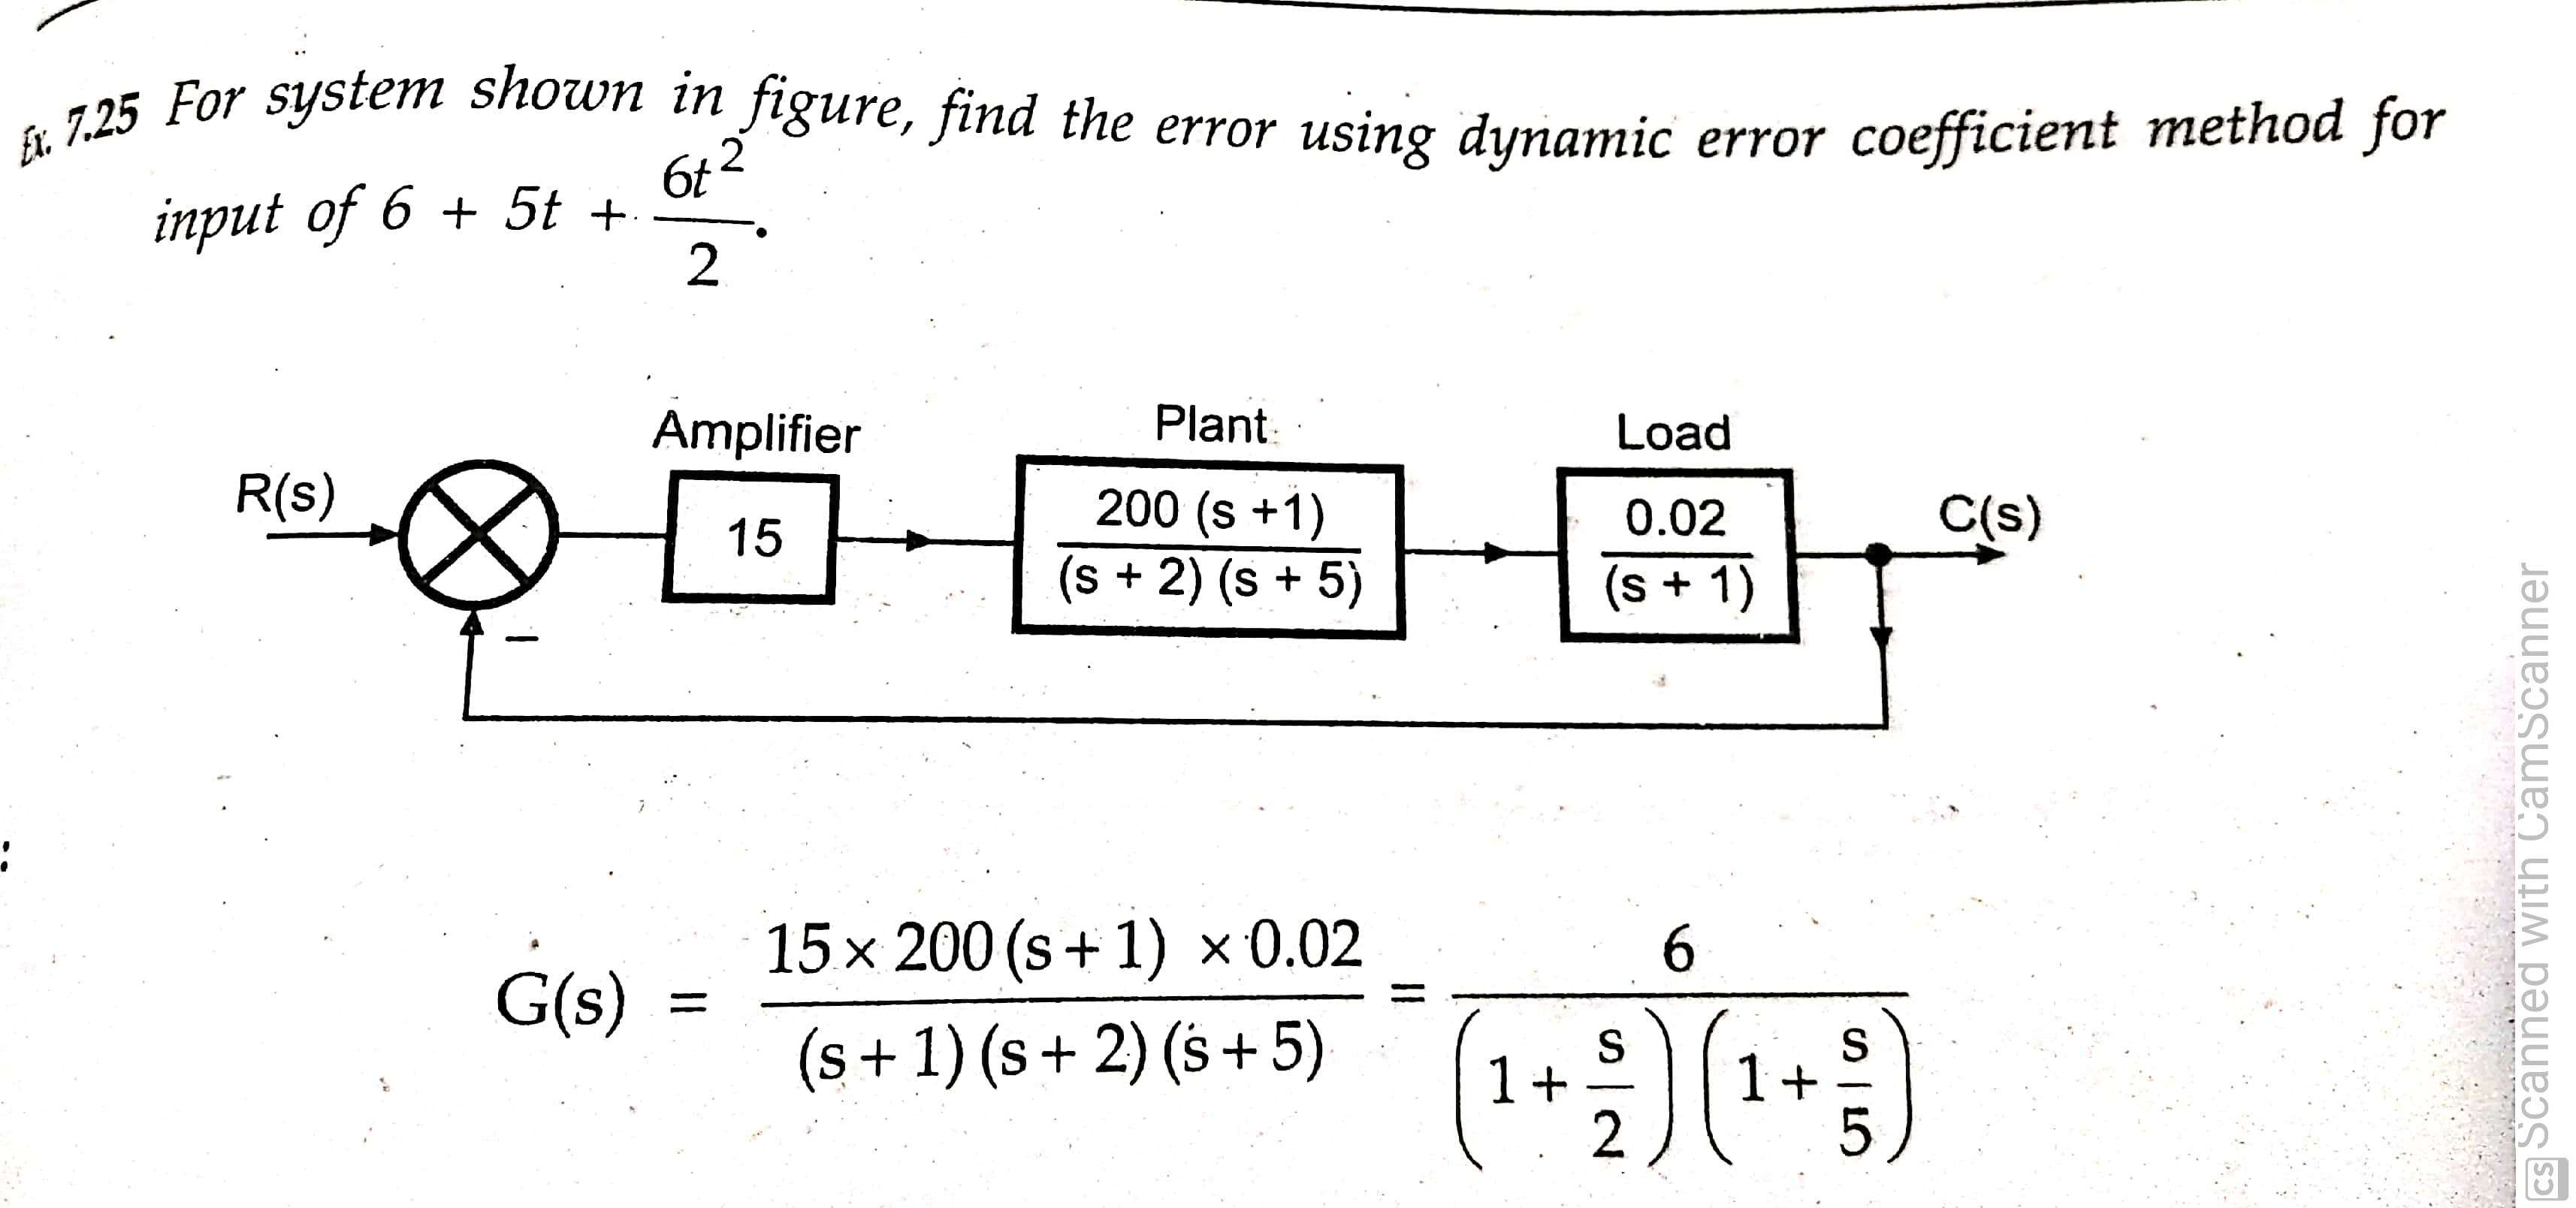 Ex. 7.25 For system shown in figure, find the error using dynamic error coefficient method for
input of 6 + 5t + 6t²/2.
Amplifier Plant Load
R(s) 15 200 (s +1) / (s + 2) (s + 5) 0.02 / (s + 1) C(s)
−
:
G(s) = 15 × 200 (s + 1) × 0.02 / (s + 1) (s + 2) (s + 5) = 6 / (1 + s/2) (1 + s/5)
CS Scanned with CamScanner